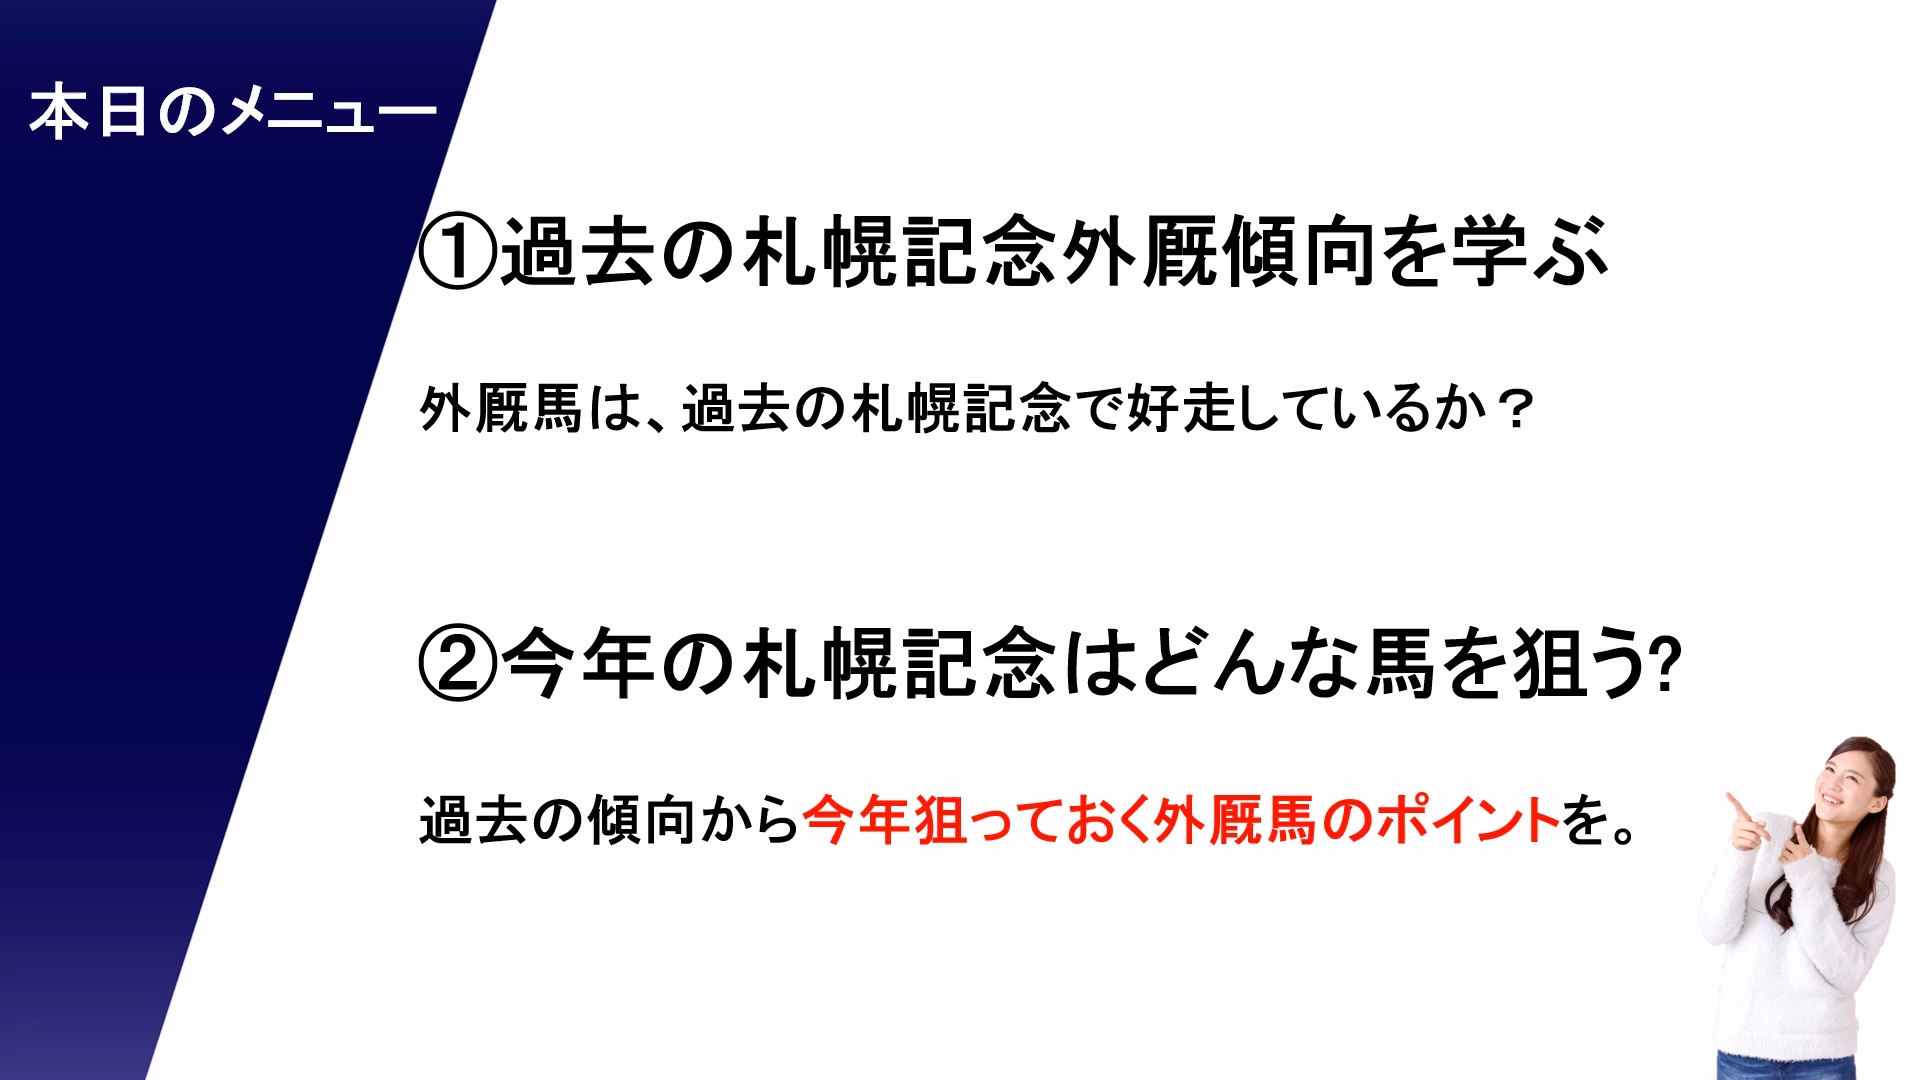 本日のメニュー
①過去の札幌記念外厩傾向を学ぶ
外厩馬は、過去の札幌記念で好走しているか？
②今年の札幌記念はどんな馬を狙う?
過去の傾向から今年狙っておく外厩馬のポイントを。